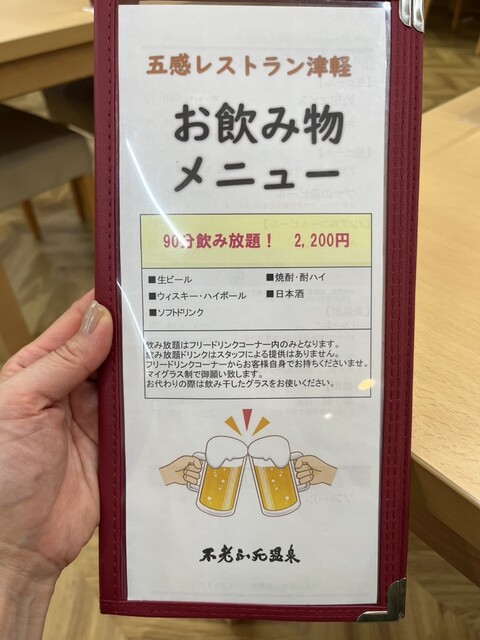 五感レストラン津軽
お飲み物
メニュー
90分飲み放題！ 2,200円
■生ビール ■焼酎・酎ハイ
■ウィスキー・ハイボール ■日本酒
■ソフトドリンク
飲み放題はフリードリンクコーナー内のみとなります。
飲み放題ドリンクはスタッフによる提供はありません。
フリードリンクコーナーからお客様自身でお持ちくださいませ。
マイグラス制で御願い致します。
お代わりの際は飲み干したグラスをお使いください。
不老ふ死温泉